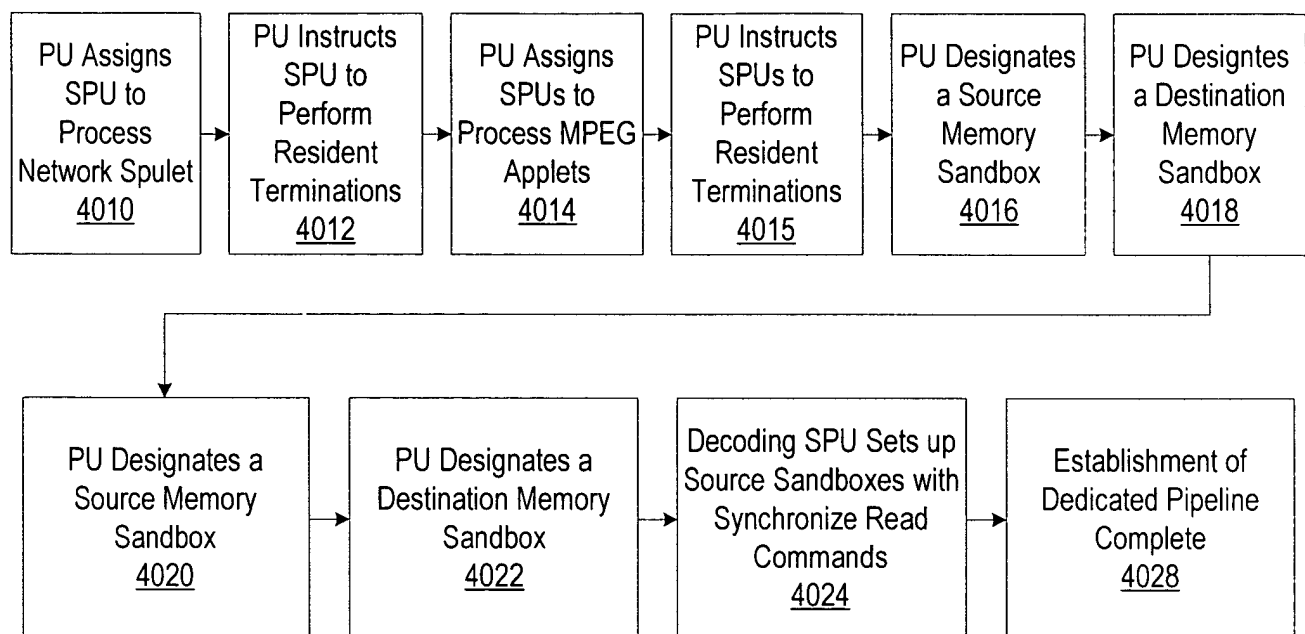 PU Assigns
SPU to
Process
Network Spulet
4010
PU Instructs
SPU to
Perform
Resident
Terminations
4012
PU Assigns
SPUs to
Process MPEG
Applets
4014
PU Instructs
SPUs to
Perform
Resident
Terminations
4015
PU Designates
a Source
Memory
Sandbox
4016
PU Designtes
a Destination
Memory
Sandbox
4018
PU Designates a
Source Memory
Sandbox
4020
PU Designates a
Destination Memory
Sandbox
4022
Decoding SPU Sets up
Source Sandboxes with
Synchronize Read
Commands
4024
Establishment of
Dedicated Pipeline
Complete
4028